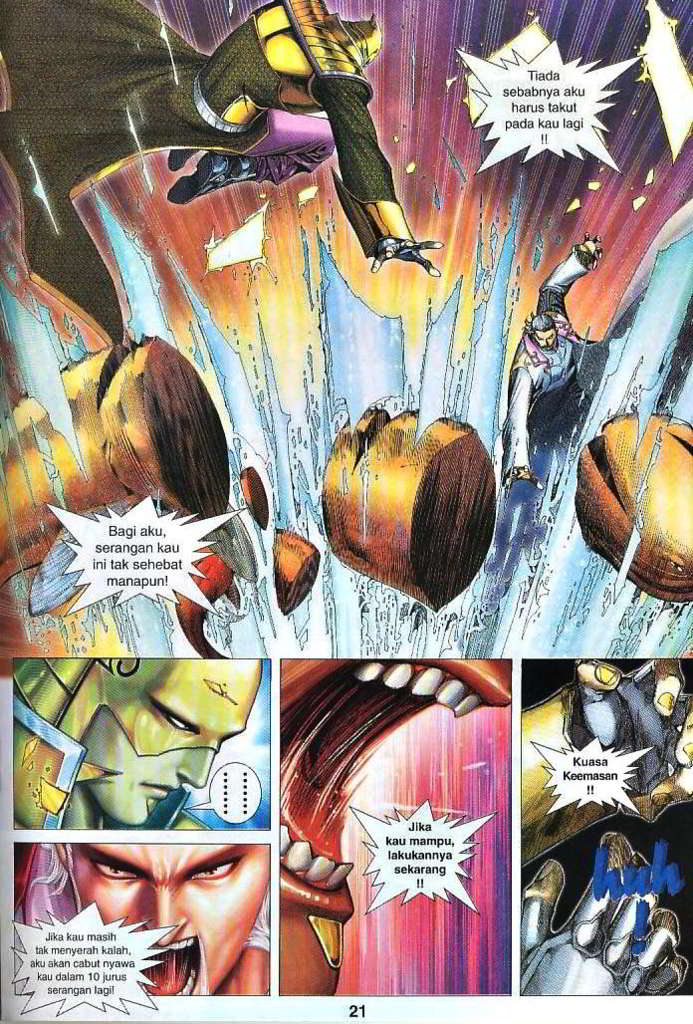 Tiada
sebabnya aku
harus takut
pada kau lagi
!!
Bagi aku,
serangan kau
ini tak sehebat
manapun!
Jika kau masih
tak menyerah kalah,
aku akan cabut nyawa
kau dalam 10 jurus
serangan lagi!
Jika
kau mampu,
lakukannya
sekarang
!!
Kuasa
Keemasan
!!
huh
!
21